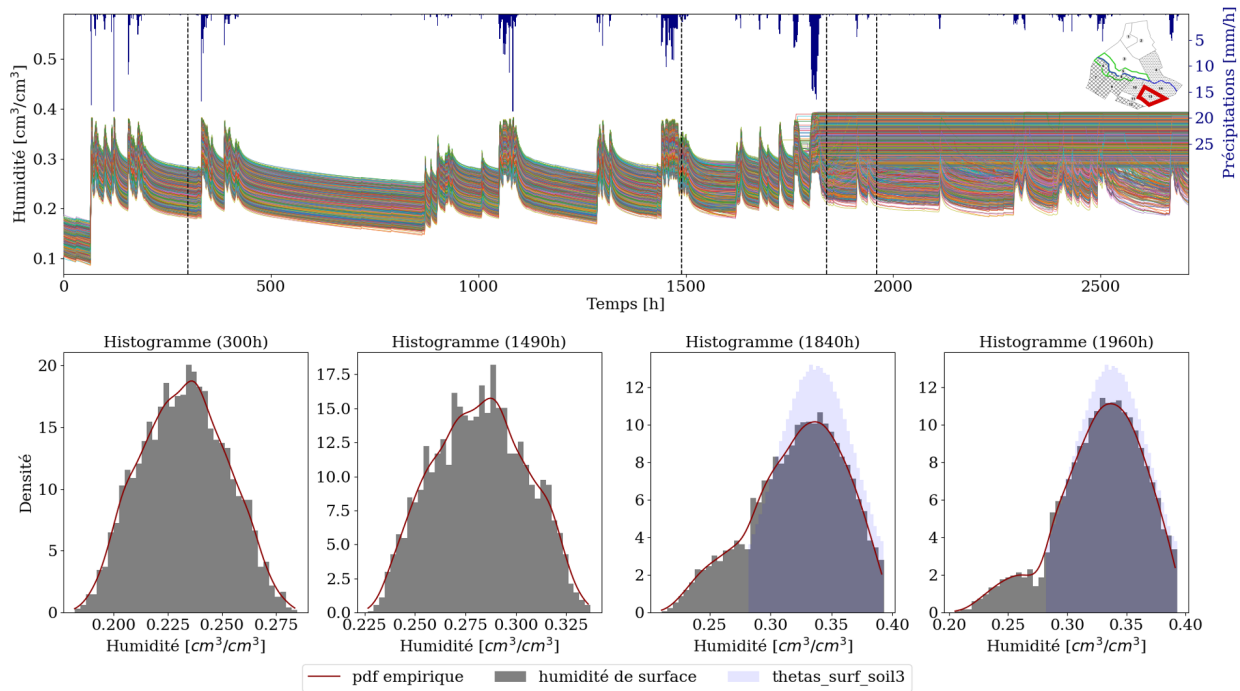 Humidité [cm³/cm³]
0.5
0.4
0.3
0.2
0.1
0 500 1000 1500 2000 2500
Temps [h]
5
10
15
20
25
Précipitations [mm/h]
Histogramme (300h)
Histogramme (1490h)
Histogramme (1840h)
Histogramme (1960h)
Densité
20
15
10
5
0
0.200 0.225 0.250 0.275
Humidité [cm³/cm³]
17.5
15.0
12.5
10.0
7.5
5.0
2.5
0.0
0.225 0.250 0.275 0.300 0.325
Humidité [cm³/cm³]
12
10
8
6
4
2
0
0.25 0.30 0.35 0.40
Humidité [cm³/cm³]
12
10
8
6
4
2
0
0.20 0.25 0.30 0.35 0.40
Humidité [cm³/cm³]
pdf empirique humidité de surface thetas_surf_soil3